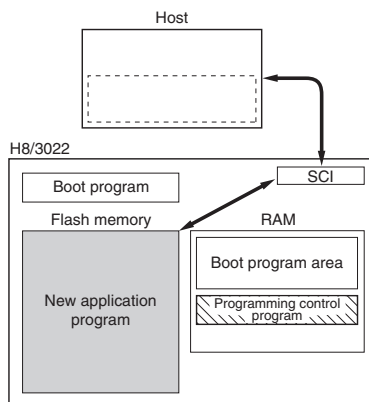 Host
H8/3022
SCI
Boot program
Flash memory
RAM
Boot program area
New application
program
Programming control
program